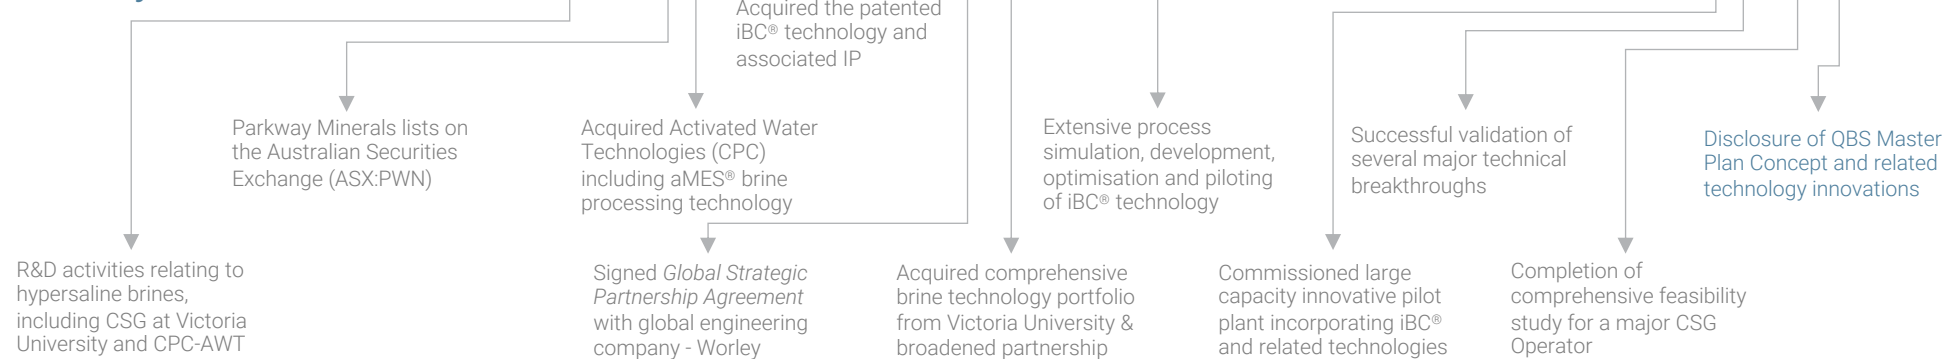 Acquired the patented
iBC® technology and
associated IP
Parkway Minerals lists on
the Australian Securities
Exchange (ASX:PWN)
Acquired Activated Water
Technologies (CPC)
including aMES® brine
processing technology
Extensive process
simulation, development,
optimisation and piloting
of iBC® technology
Successful validation of
several major technical
breakthroughs
Disclosure of QBS Master
Plan Concept and related
technology innovations
R&D activities relating to
hypersaline brines,
including CSG at Victoria
University and CPC-AWT
Signed Global Strategic
Partnership Agreement
with global engineering
company - Worley
Acquired comprehensive
brine technology portfolio
from Victoria University &
broadened partnership
Commissioned large
capacity innovative pilot
plant incorporating iBC®
and related technologies
Completion of
comprehensive feasibility
study for a major CSG
Operator